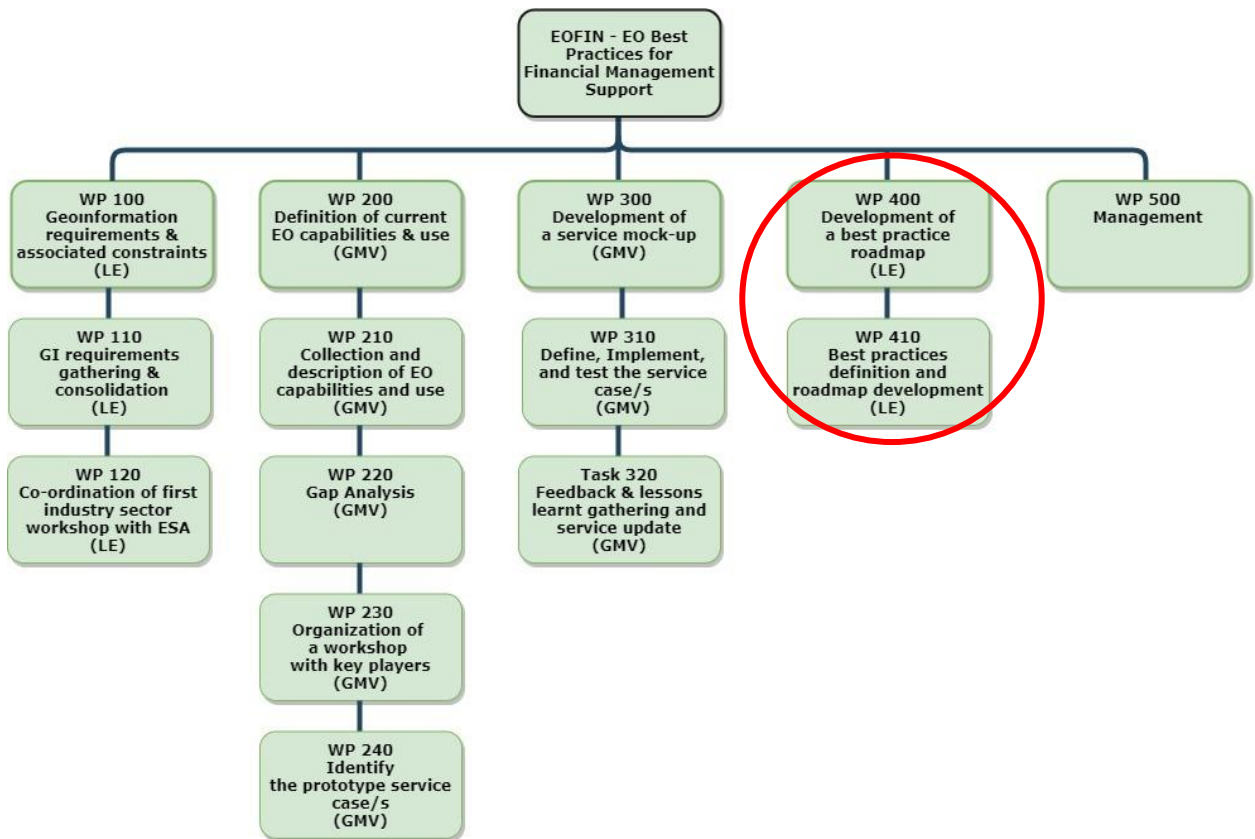 EOFIN - EO Best
Practices for
Financial Management
Support
WP 100
Geoinformation
requirements &
associated constraints
(LE)
WP 200
Definition of current
EO capabilities & use
(GMV)
WP 300
Development of
a service mock-up
(GMV)
WP 400
Development of
a best practice
roadmap
(LE)
WP 500
Management
WP 110
GI requirements
gathering &
consolidation
(LE)
WP 210
Collection and
description of EO
capabilities and use
(GMV)
WP 310
Define, Implement,
and test the service
case/s
(GMV)
WP 410
Best practices
definition and
roadmap development
(LE)
WP 120
Co-ordination of first
industry sector
workshop with ESA
(LE)
WP 220
Gap Analysis
(GMV)
Task 320
Feedback & lessons
learnt gathering and
service update
(GMV)
WP 230
Organization of
a workshop
with key players
(GMV)
WP 240
Identify
the prototype service
case/s
(GMV)